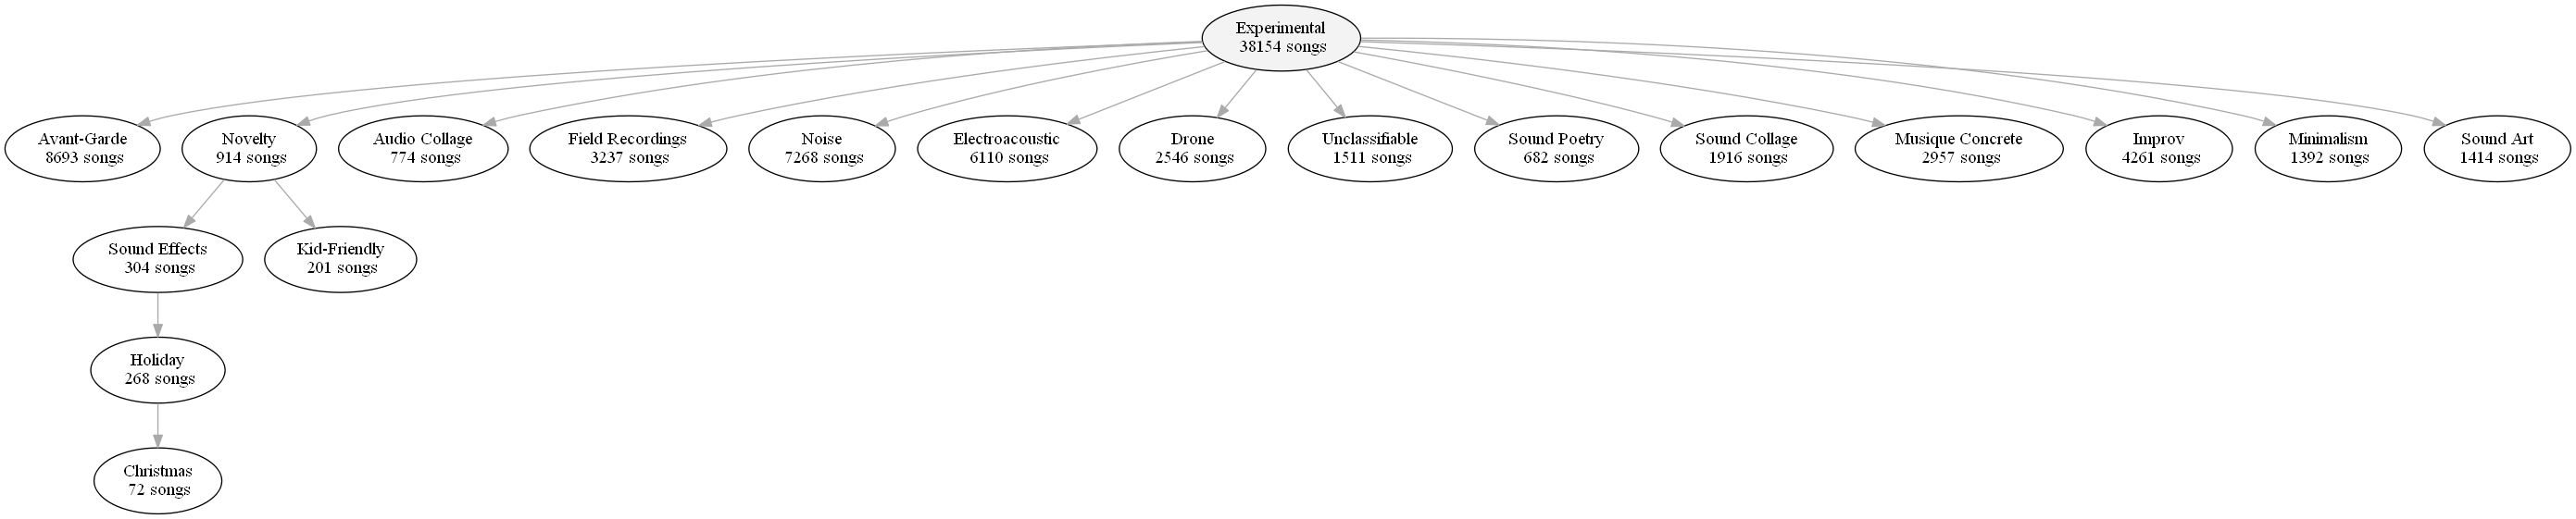 Experimental
38154 songs
Avant-Garde
8693 songs
Novelty
914 songs
Audio Collage
774 songs
Field Recordings
3237 songs
Noise
7268 songs
Electroacoustic
6110 songs
Drone
2546 songs
Unclassifiable
1511 songs
Sound Poetry
682 songs
Sound Collage
1916 songs
Musique Concrete
2957 songs
Improv
4261 songs
Minimalism
1392 songs
Sound Art
1414 songs
Sound Effects
304 songs
Kid-Friendly
201 songs
Holiday
268 songs
Christmas
72 songs